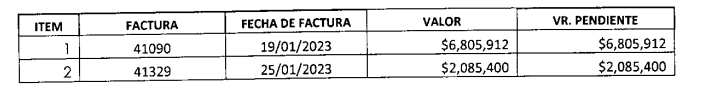 ITEM FACTURA FECHA DE FACTURA VALOR VR. PENDIENTE
1 41090 19/01/2023 $6,805,912 $6,805,912
2 41329 25/01/2023 $2,085,400 $2,085,400